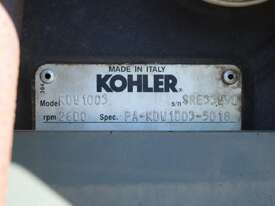 MADE IN ITALY
KOHLER
Model KDW1003 s/n
rpm 2600 Spec. PA-KDW1003-5018